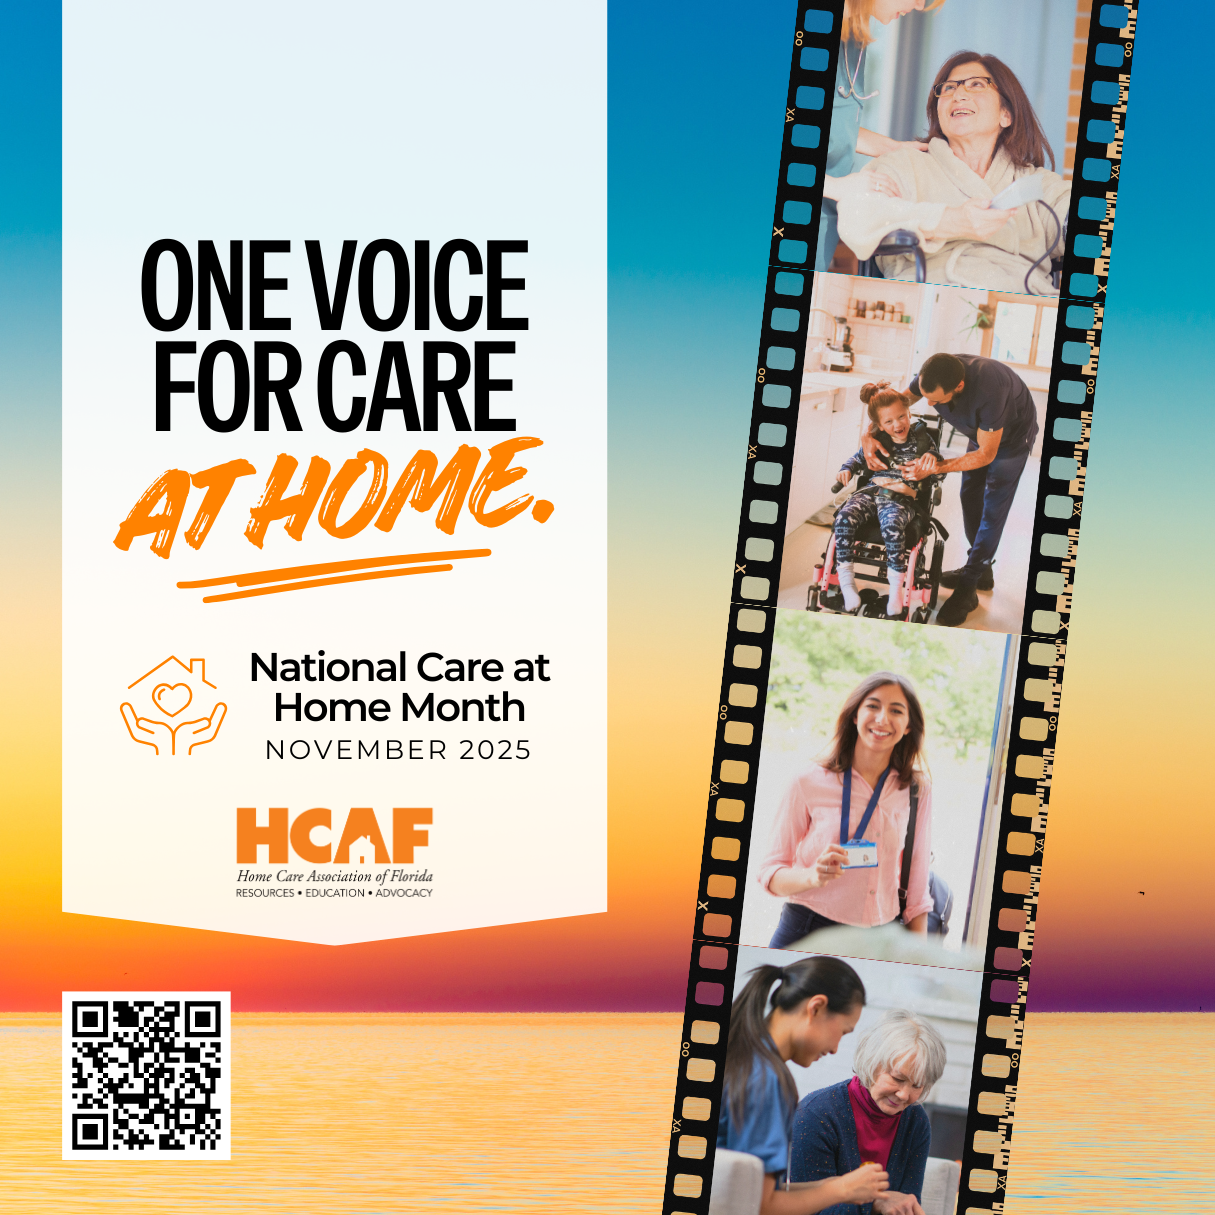 ONE VOICE
FOR CARE
AT HOME.
National Care at
Home Month
NOVEMBER 2025
HCAF
Home Care Association of Florida
RESOURCES • EDUCATION • ADVOCACY